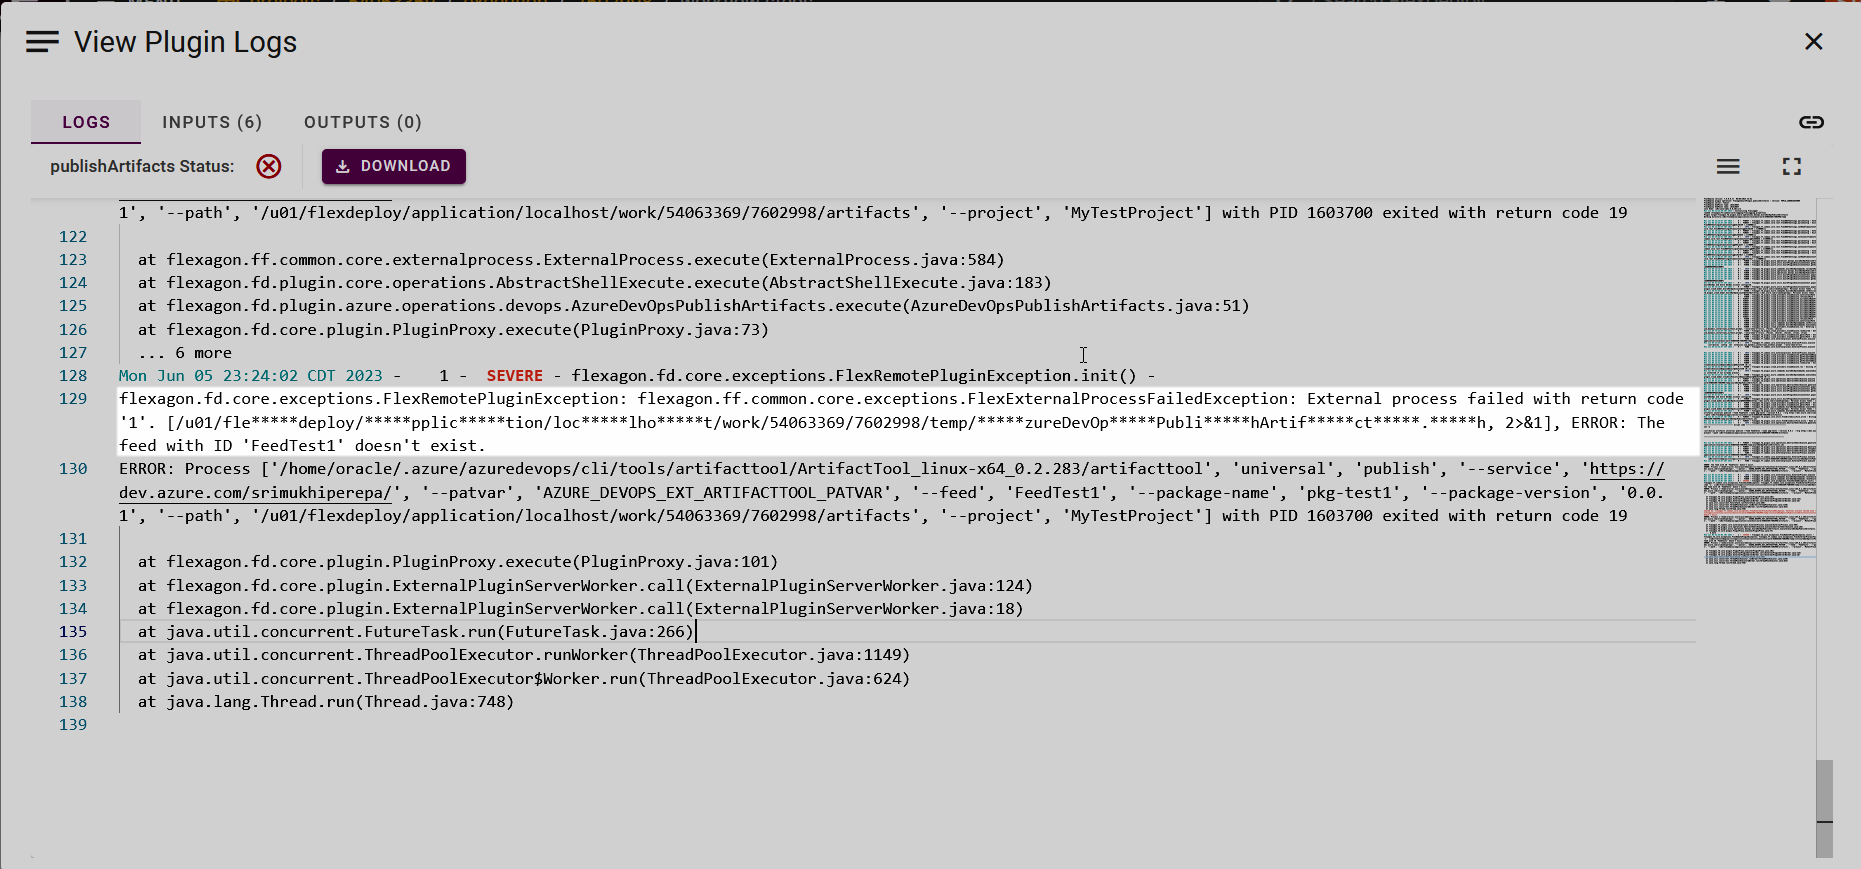 View Plugin Logs
LOGS
INPUTS (6)
OUTPUTS (0)
publishArtifacts Status:
DOWNLOAD
1', '--path', '/u01/flexdeploy/application/localhost/work/54063369/7602998/artifacts', '--project', 'MyTestProject'] with PID 1603700 exited with return code 19
122
123 at flexagon.ff.common.core.externalprocess.ExternalProcess.execute(ExternalProcess.java:584)
124 at flexagon.fd.plugin.core.operations.AbstractShellExecute.execute(AbstractShellExecute.java:183)
125 at flexagon.fd.plugin.azure.operations.devops.AzureDevOpsPublishArtifacts.execute(AzureDevOpsPublishArtifacts.java:51)
126 at flexagon.fd.core.plugin.PluginProxy.execute(PluginProxy.java:73)
127 ... 6 more
128 Mon Jun 05 23:24:02 CDT 2023 - 1 - SEVERE - flexagon.fd.core.exceptions.FlexRemotePluginException.init() -
129 flexagon.fd.core.exceptions.FlexRemotePluginException: flexagon.ff.common.core.exceptions.FlexExternalProcessFailedException: External process failed with return code
'1'. [/u01/fle*****deploy/*****pplic*****tion/loc*****lho*****t/work/54063369/7602998/temp/*****zureDevOp*****Publi*****hArtif*****ct*****.*****h, 2>&1], ERROR: The
feed with ID 'FeedTest1' doesn't exist.
130 ERROR: Process ['/home/oracle/.azure/azuredevops/cli/tools/artifacttool/ArtifactTool_linux-x64_0.2.283/artifacttool', 'universal', 'publish', '--service', 'https://
dev.azure.com/srimukhiperepa/', '--patvar', 'AZURE_DEVOPS_EXT_ARTIFACTTOOL_PATVAR', '--feed', 'FeedTest1', '--package-name', 'pkg-test1', '--package-version', '0.0.
1', '--path', '/u01/flexdeploy/application/localhost/work/54063369/7602998/artifacts', '--project', 'MyTestProject'] with PID 1603700 exited with return code 19
131
132 at flexagon.fd.core.plugin.PluginProxy.execute(PluginProxy.java:101)
133 at flexagon.fd.core.plugin.ExternalPluginServerWorker.call(ExternalPluginServerWorker.java:124)
134 at flexagon.fd.core.plugin.ExternalPluginServerWorker.call(ExternalPluginServerWorker.java:18)
135 at java.util.concurrent.FutureTask.run(FutureTask.java:266)
136 at java.util.concurrent.ThreadPoolExecutor.runWorker(ThreadPoolExecutor.java:1149)
137 at java.util.concurrent.ThreadPoolExecutor$Worker.run(ThreadPoolExecutor.java:624)
138 at java.lang.Thread.run(Thread.java:748)
139